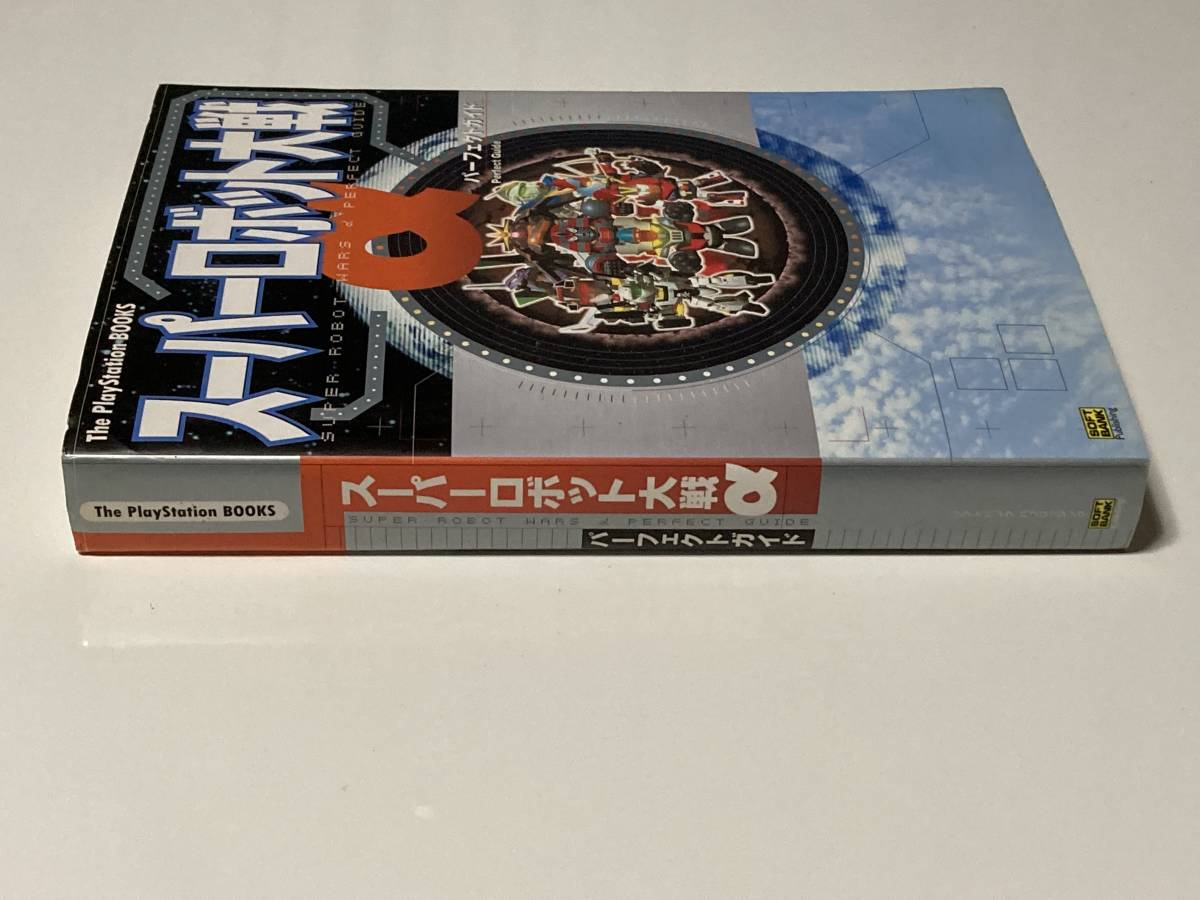 The PlayStation BOOKS
スーパーロボット大戦
α
SUPER ROBOT WARS α PERFECT GUIDE
パーフェクトガイド
Perfect Guide
SOFT
BANK
Publishing
The PlayStation BOOKS
スーパーロボット大戦α
SUPER ROBOT WARS α PERFECT GUIDE
パーフェクトガイド
SOFT
BANK